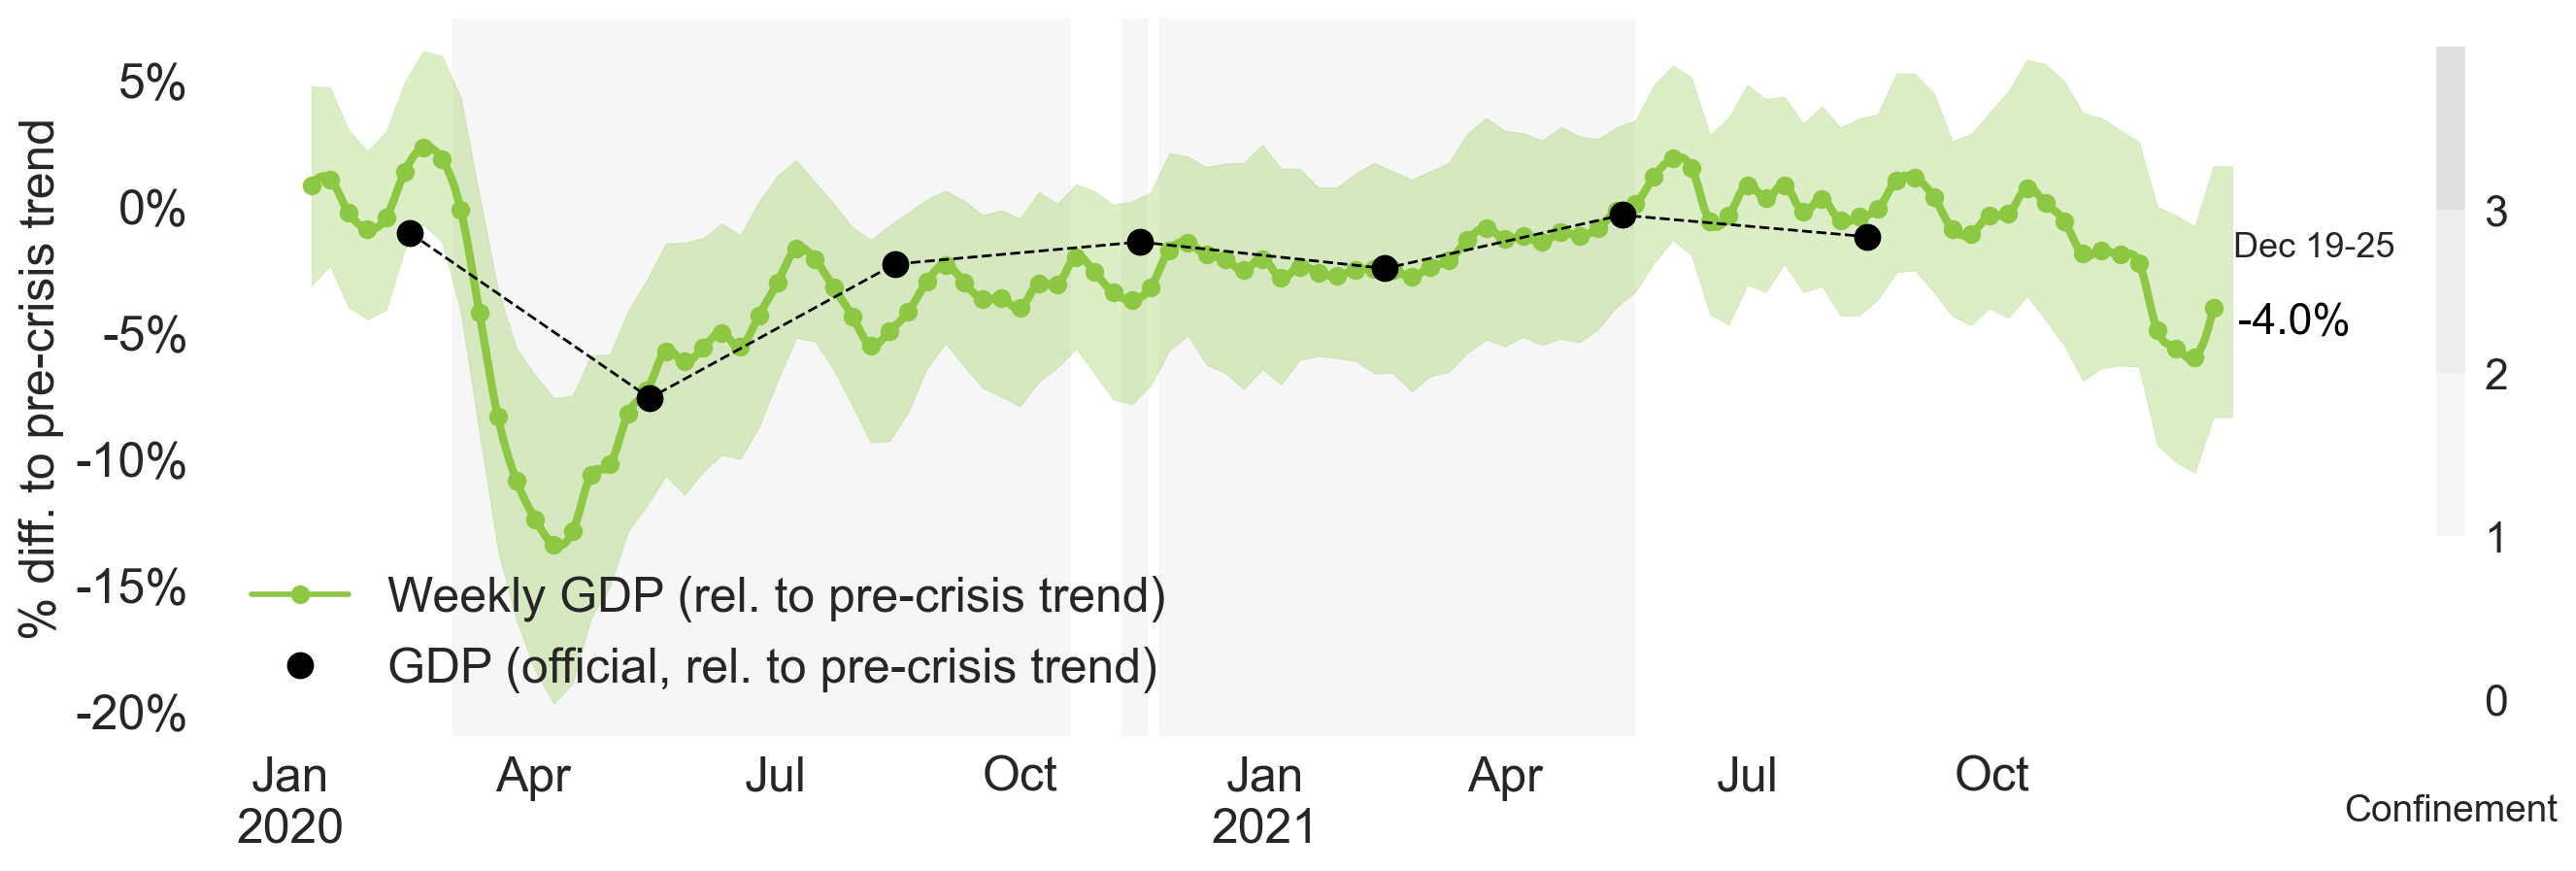 % diff. to pre-crisis trend
5%
0%
-5%
-10%
-15%
-20%
Weekly GDP (rel. to pre-crisis trend)
GDP (official, rel. to pre-crisis trend)
Jan Apr Jul Oct Jan Apr Jul Oct
2020 2021
Dec 19-25
-4.0%
3
2
1
0
Confinement